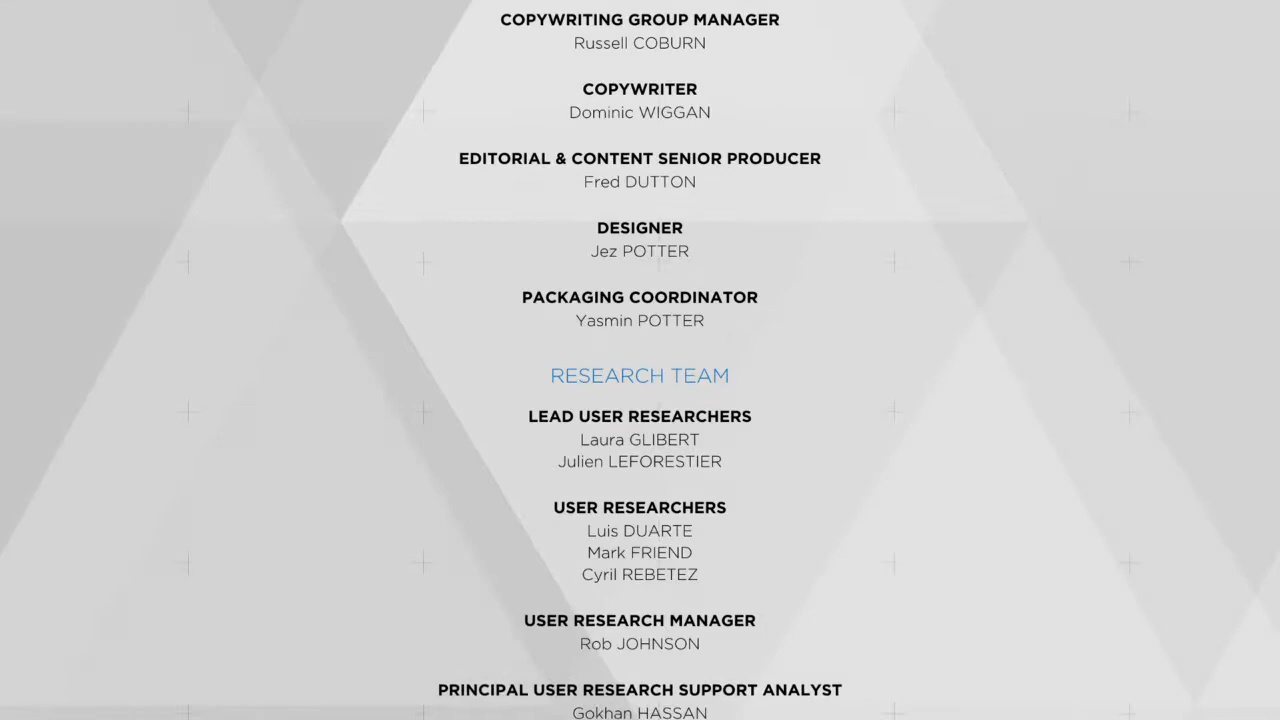 COPYWRITING GROUP MANAGER
Russell COBURN
COPYWRITER
Dominic WIGGAN
EDITORIAL & CONTENT SENIOR PRODUCER
Fred DUTTON
DESIGNER
Jez POTTER
PACKAGING COORDINATOR
Yasmin POTTER
RESEARCH TEAM
LEAD USER RESEARCHERS
Laura GLIBERT
Julien LEFORESTIER
USER RESEARCHERS
Luis DUARTE
Mark FRIEND
Cyril REBETEZ
USER RESEARCH MANAGER
Rob JOHNSON
PRINCIPAL USER RESEARCH SUPPORT ANALYST
Gokhan HASSAN